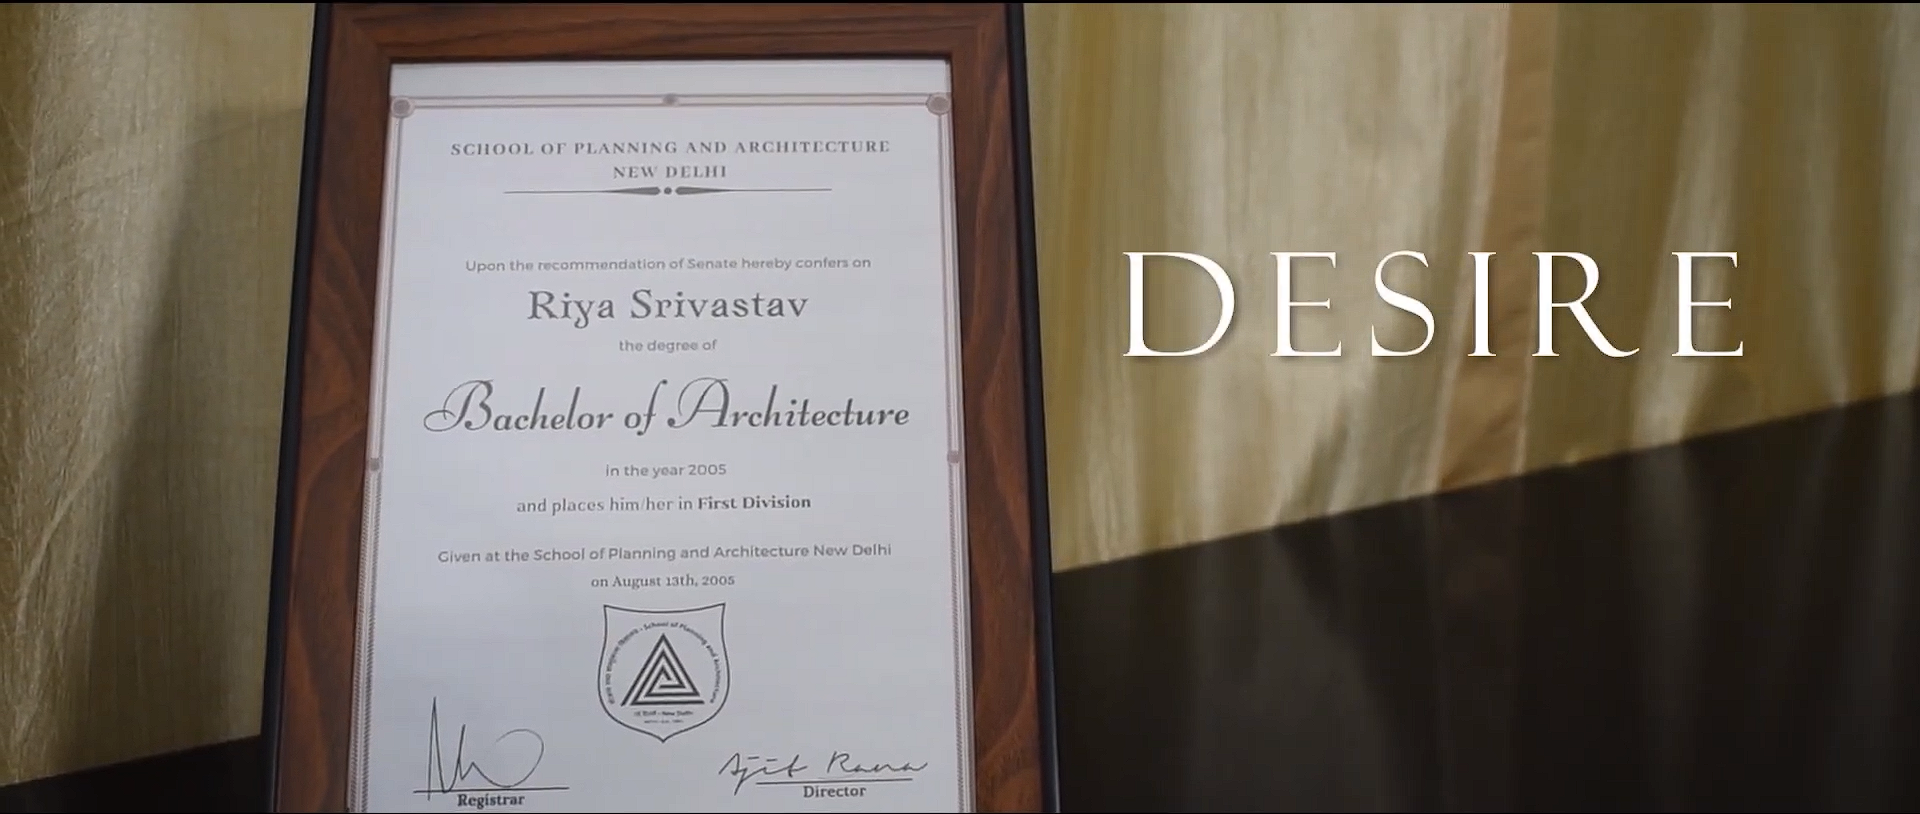 SCHOOL OF PLANNING AND ARCHITECTURE
NEW DELHI
Upon the recommendation of Senate hereby confers on
Riya Srivastav
the degree of
Bachelor of Architecture
in the year 2005
and places him/her in First Division
Given at the School of Planning and Architecture New Delhi
on August 13th, 2005
School of Planning and Architecture
New Delhi
Ajit Rana
Registrar
Director
DESIRE